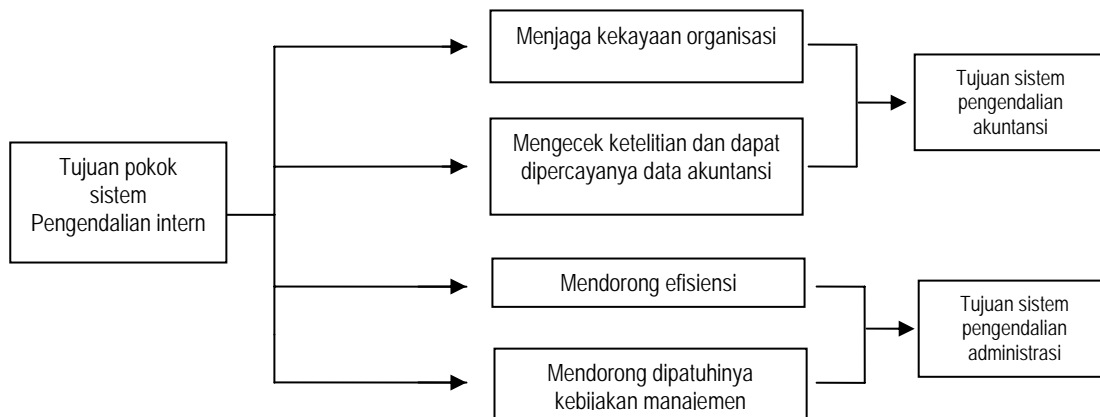 Tujuan pokok
sistem
Pengendalian intern
Menjaga kekayaan organisasi
Mengecek ketelitian dan dapat
dipercayanya data akuntansi
Mendorong efisiensi
Mendorong dipatuhinya
kebijakan manajemen
Tujuan sistem
pengendalian
akuntansi
Tujuan sistem
pengendalian
administrasi